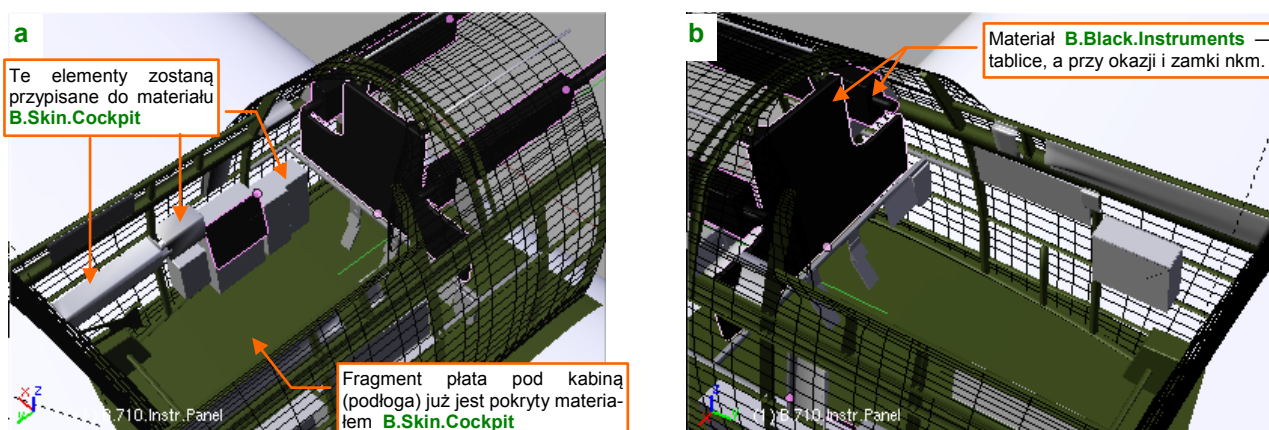 a
Te elementy zostaną
przypisane do materiału
B.Skin.Cockpit
Fragment płata pod kabiną
(podłoga) już jest pokryty materia-
łem B.Skin.Cockpit
x z
y
(1) B.710.Instr.Panel
b
Materiał B.Black.Instruments —
tablice, a przy okazji i zamki nkm.
(1) B.710.Instr.Panel